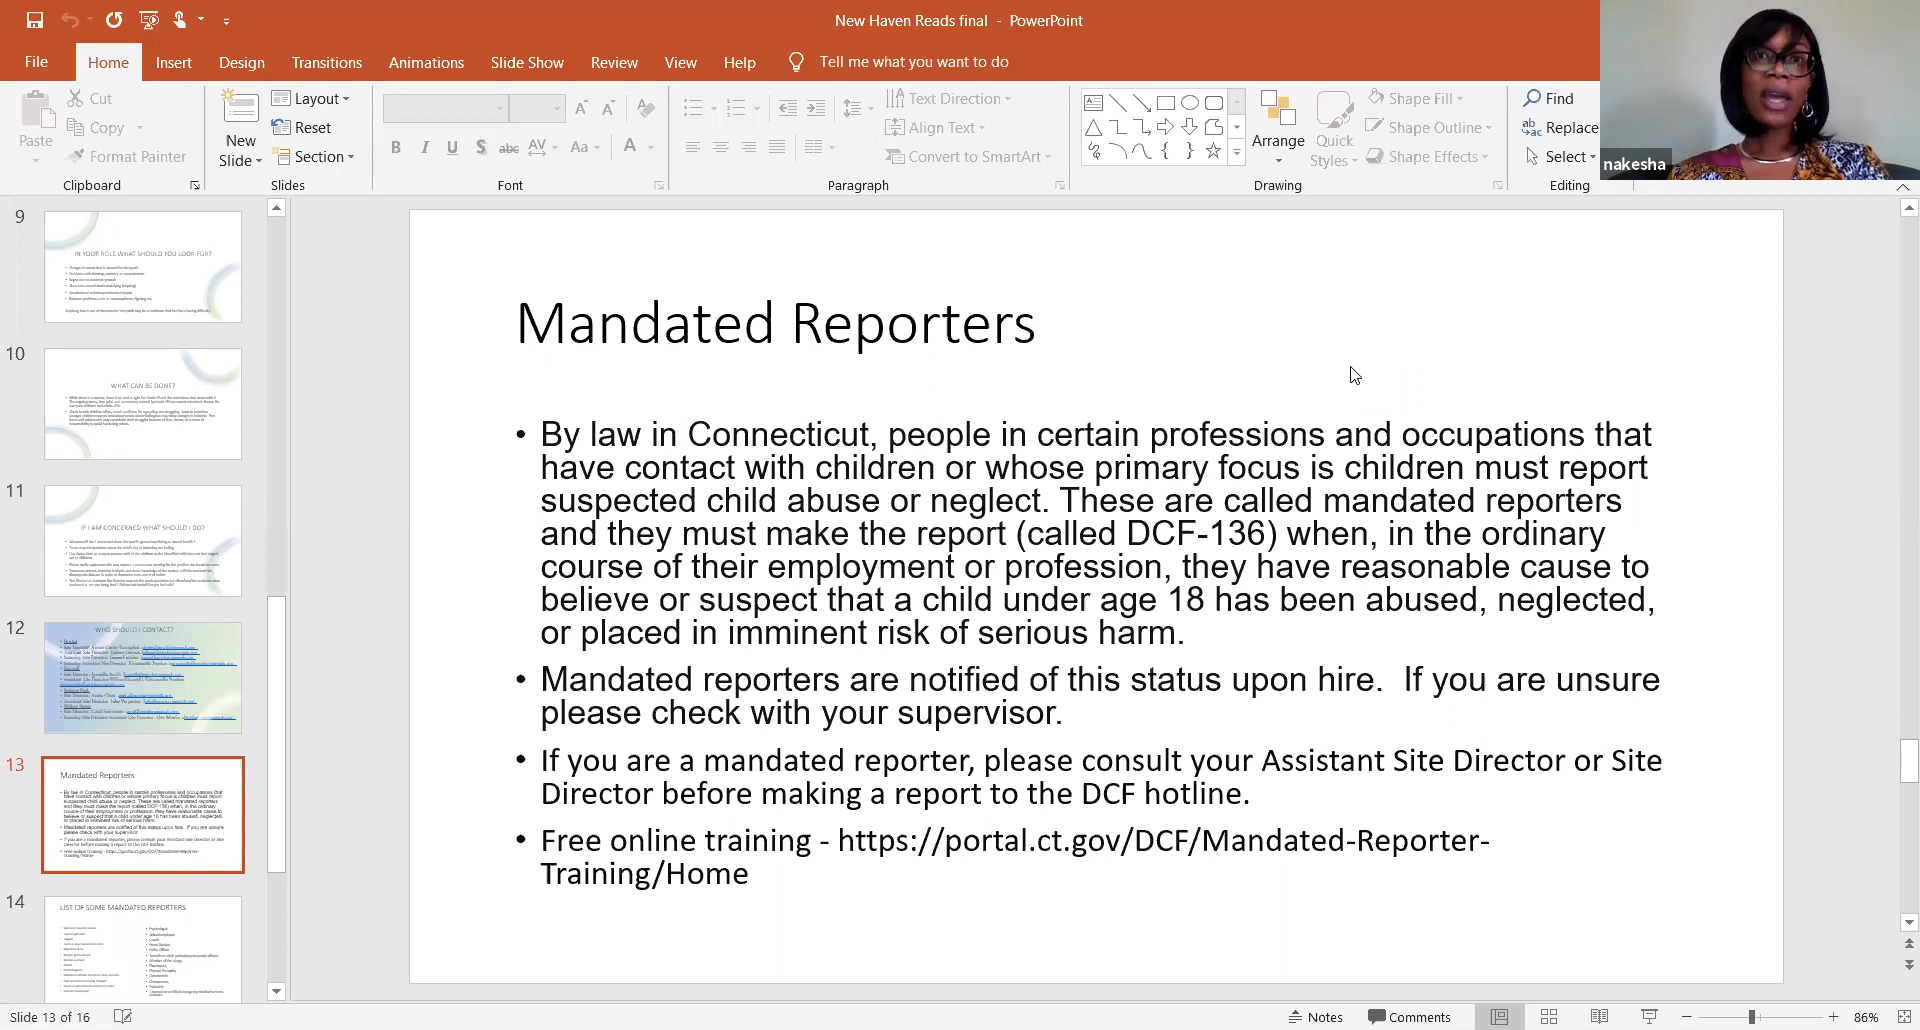 New Haven Reads final - PowerPoint
File Home Insert Design Transitions Animations Slide Show Review View Help Tell me what you want to do
Paste
Cut
Copy
Format Painter
Clipboard
New Slide
Layout
Reset
Section
Slides
B I U S abc AV Aa A
Font
Text Direction
Align Text
Convert to SmartArt
Paragraph
Arrange
Quick Styles
Shape Fill
Shape Outline
Shape Effects
Drawing
Find
Replace
Select
Editing
nakesha
9
IN YOUR ROLE WHAT SHOULD YOU LOOK FOR?
10
WHAT CAN BE DONE?
11
IF I AM CONCERNED WHAT SHOULD I DO?
12
WHO SHOULD I CONTACT?
13
Mandated Reporters
14
LIST OF SOME MANDATED REPORTERS
Mandated Reporters
• By law in Connecticut, people in certain professions and occupations that
have contact with children or whose primary focus is children must report
suspected child abuse or neglect. These are called mandated reporters
and they must make the report (called DCF-136) when, in the ordinary
course of their employment or profession, they have reasonable cause to
believe or suspect that a child under age 18 has been abused, neglected,
or placed in imminent risk of serious harm.
• Mandated reporters are notified of this status upon hire. If you are unsure
please check with your supervisor.
• If you are a mandated reporter, please consult your Assistant Site Director or Site
Director before making a report to the DCF hotline.
• Free online training - https://portal.ct.gov/DCF/Mandated-Reporter-
Training/Home
Slide 13 of 16
Notes
Comments
86%